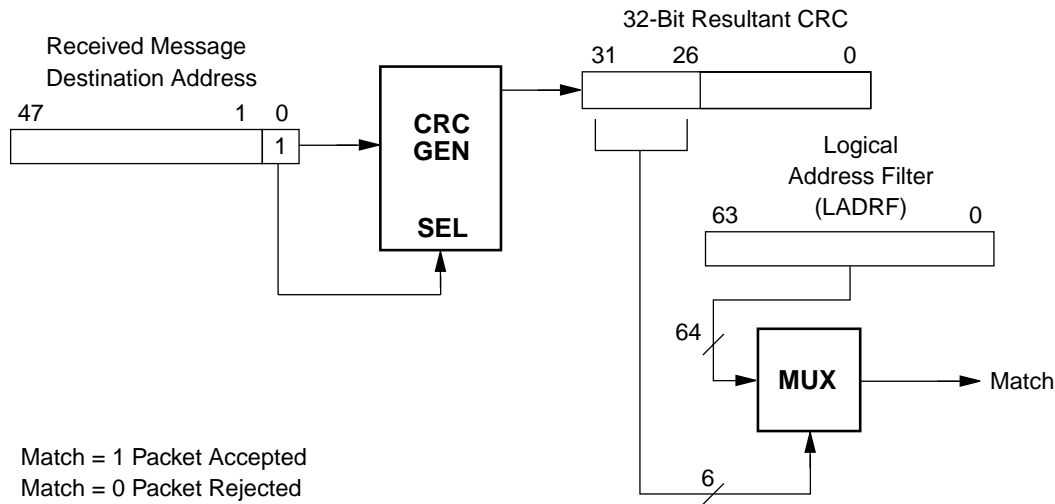 32-Bit Resultant CRC
Received Message
Destination Address
31 26 0
47 1 0
1
CRC
GEN
SEL
Logical
Address Filter
(LADRF)
63 0
64
MUX
Match
6
Match = 1 Packet Accepted
Match = 0 Packet Rejected